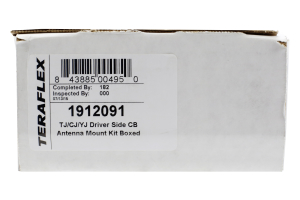 8 43885 00495 0
Completed By: 182
Inspected By: 000
TERAFLEX
1912091
TJ/CJ/YJ Driver Side CB
Antenna Mount Kit Boxed